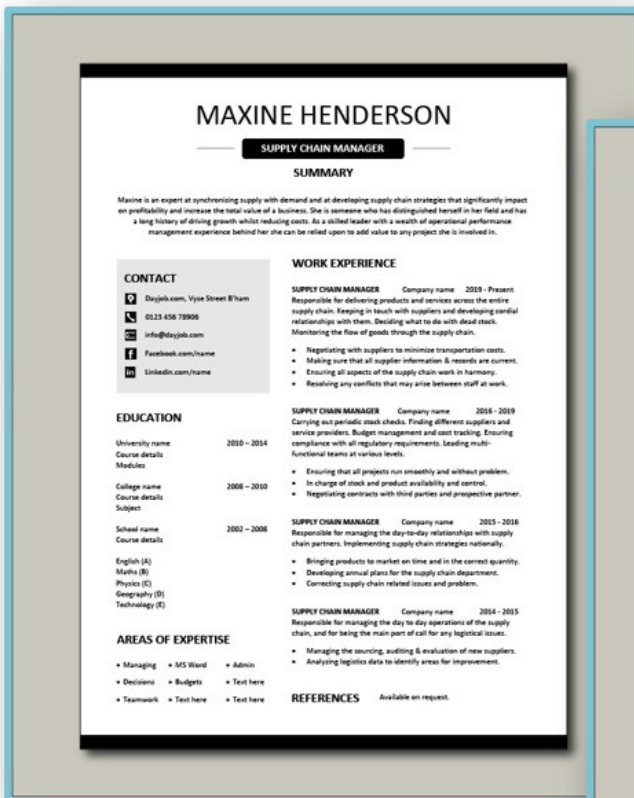 MAXINE HENDERSON
SUPPLY CHAIN MANAGER
SUMMARY
Maxine is an expert at synchronizing supply with demand and at developing supply chain strategies that significantly impact
on profitability and increase the total value of a business. She is someone who has distinguished herself in her field and has
a long history of driving growth whilst reducing costs. As a skilled leader with a wealth of operational performance
management experience behind her she can be relied upon to add value to any project she is involved in.
CONTACT
Dayjob.com, Vyse Street B'ham
0123 456 78906
info@dayjob.com
Facebook.com/name
Linkedin.com/name
EDUCATION
University name 2010 – 2014
Course details
Modules
College name 2008 – 2010
Course details
Subject
School name 2002 – 2008
Course details
English (A)
Maths (B)
Physics (C)
Geography (D)
Technology (E)
AREAS OF EXPERTISE
• Managing • MS Word • Admin
• Decisions • Budgets • Text here
• Teamwork • Text here • Text here
WORK EXPERIENCE
SUPPLY CHAIN MANAGER Company name 2019 - Present
Responsible for delivering products and services across the entire
supply chain. Keeping in touch with suppliers and developing cordial
relationships with them. Deciding what to do with dead stock.
Monitoring the flow of goods through the supply chain.
• Negotiating with suppliers to minimise transportation costs.
• Making sure that all supplier information & records are current.
• Ensuring all aspects of the supply chain work in harmony.
• Resolving any conflicts that may arise between staff at work.
SUPPLY CHAIN MANAGER Company name 2016 - 2019
Carrying out periodic stock checks. Finding different suppliers and
service providers. Budget management and cost tracking. Ensuring
compliance with all regulatory requirements. Leading multi-
functional teams at various levels.
• Ensuring that all projects run smoothly and without problem.
• In charge of stock and product availability and control.
• Negotiating contracts with third parties and prospective partner.
SUPPLY CHAIN MANAGER Company name 2015 - 2016
Responsible for managing the day-to-day relationships with supply
chain partners. Implementing supply chain strategies nationally.
• Bringing products to market on time and in the correct quantity.
• Developing annual plans for the supply chain department.
• Correcting supply chain related issues and problem.
SUPPLY CHAIN MANAGER Company name 2014 - 2015
Responsible for managing the day to day operations of the supply
chain, and for being the main port of call for any logistical issues.
• Managing the sourcing, auditing & evaluation of new suppliers.
• Analyzing logistics data to identify areas for improvement.
REFERENCES Available on request.